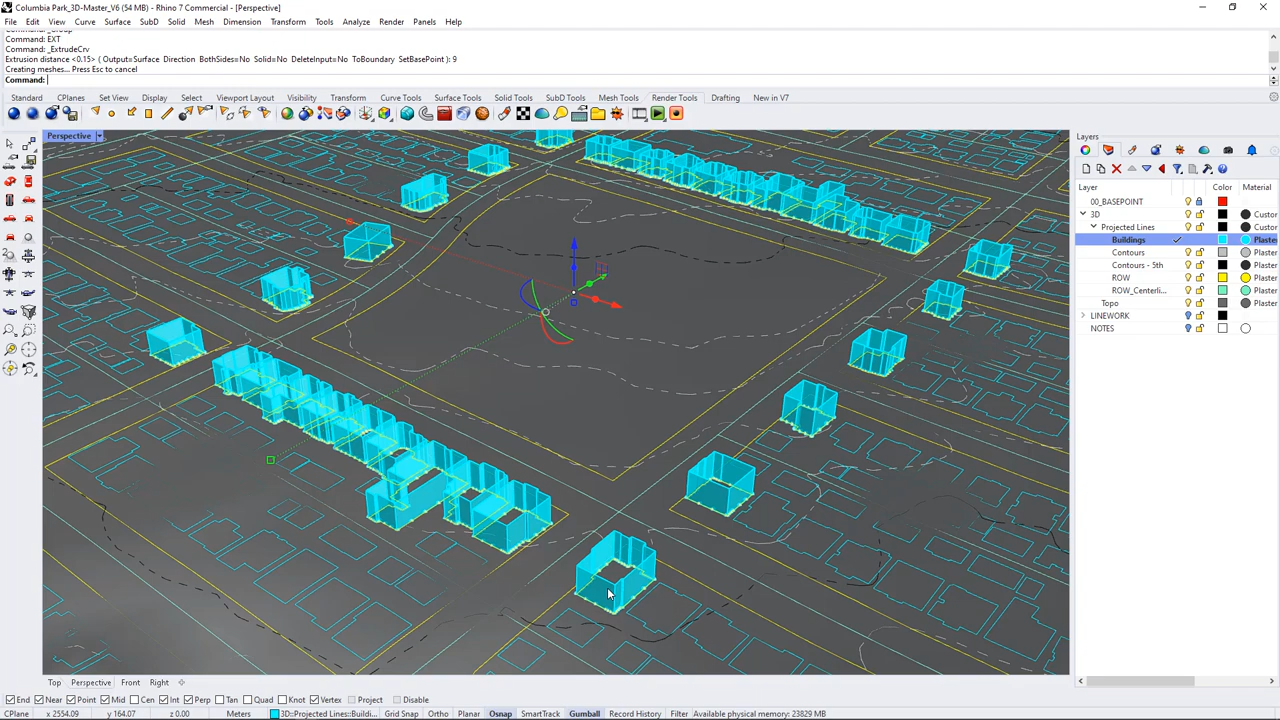 Columbia Park_3D-Master_V6 (54 MB) - Rhino 7 Commercial - [Perspective]
File Edit View Curve Surface SubD Solid Mesh Dimension Transform Tools Analyze Render Panels Help
Command: EXT
Command: _ExtrudeCrv
Extrusion distance <0.15> ( Output=Surface Direction BothSides=No Solid=No DeleteInput=No ToBoundary SetBasePoint ): 9
Creating meshes... Press Esc to cancel
Command:
Standard CPlanes Set View Display Select Viewport Layout Visibility Transform Curve Tools Surface Tools Solid Tools SubD Tools Mesh Tools Render Tools Drafting New in V7
Perspective
Layers
Layer Color Material
00_BASEPOINT
3D Custor
Projected Lines Custor
Buildings Plaste
Contours Plaste
Contours - 5th Plaste
ROW Plaste
ROW_Centerli... Plaste
Topo Plaste
LINEWORK
NOTES
Top Perspective Front Right
End Near Point Mid Cen Int Perp Tan Quad Knot Vertex Project Disable
CPlane x 2554.09 y 164.07 z 0.00 Meters 3D::Projected Lines::Buildi... Grid Snap Ortho Planar Osnap SmartTrack Gumball Record History Filter Available physical memory: 23829 MB